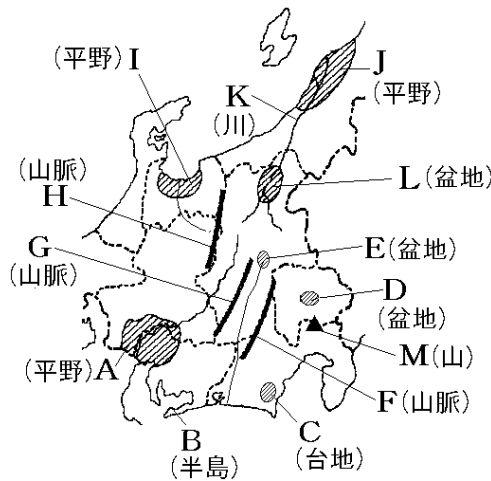 (平野) I
J
(平野)
K
(川)
(山脈)
H
L (盆地)
G
(山脈)
E (盆地)
D
(盆地)
M (山)
(平野) A
F (山脈)
B
(半島)
C
(台地)